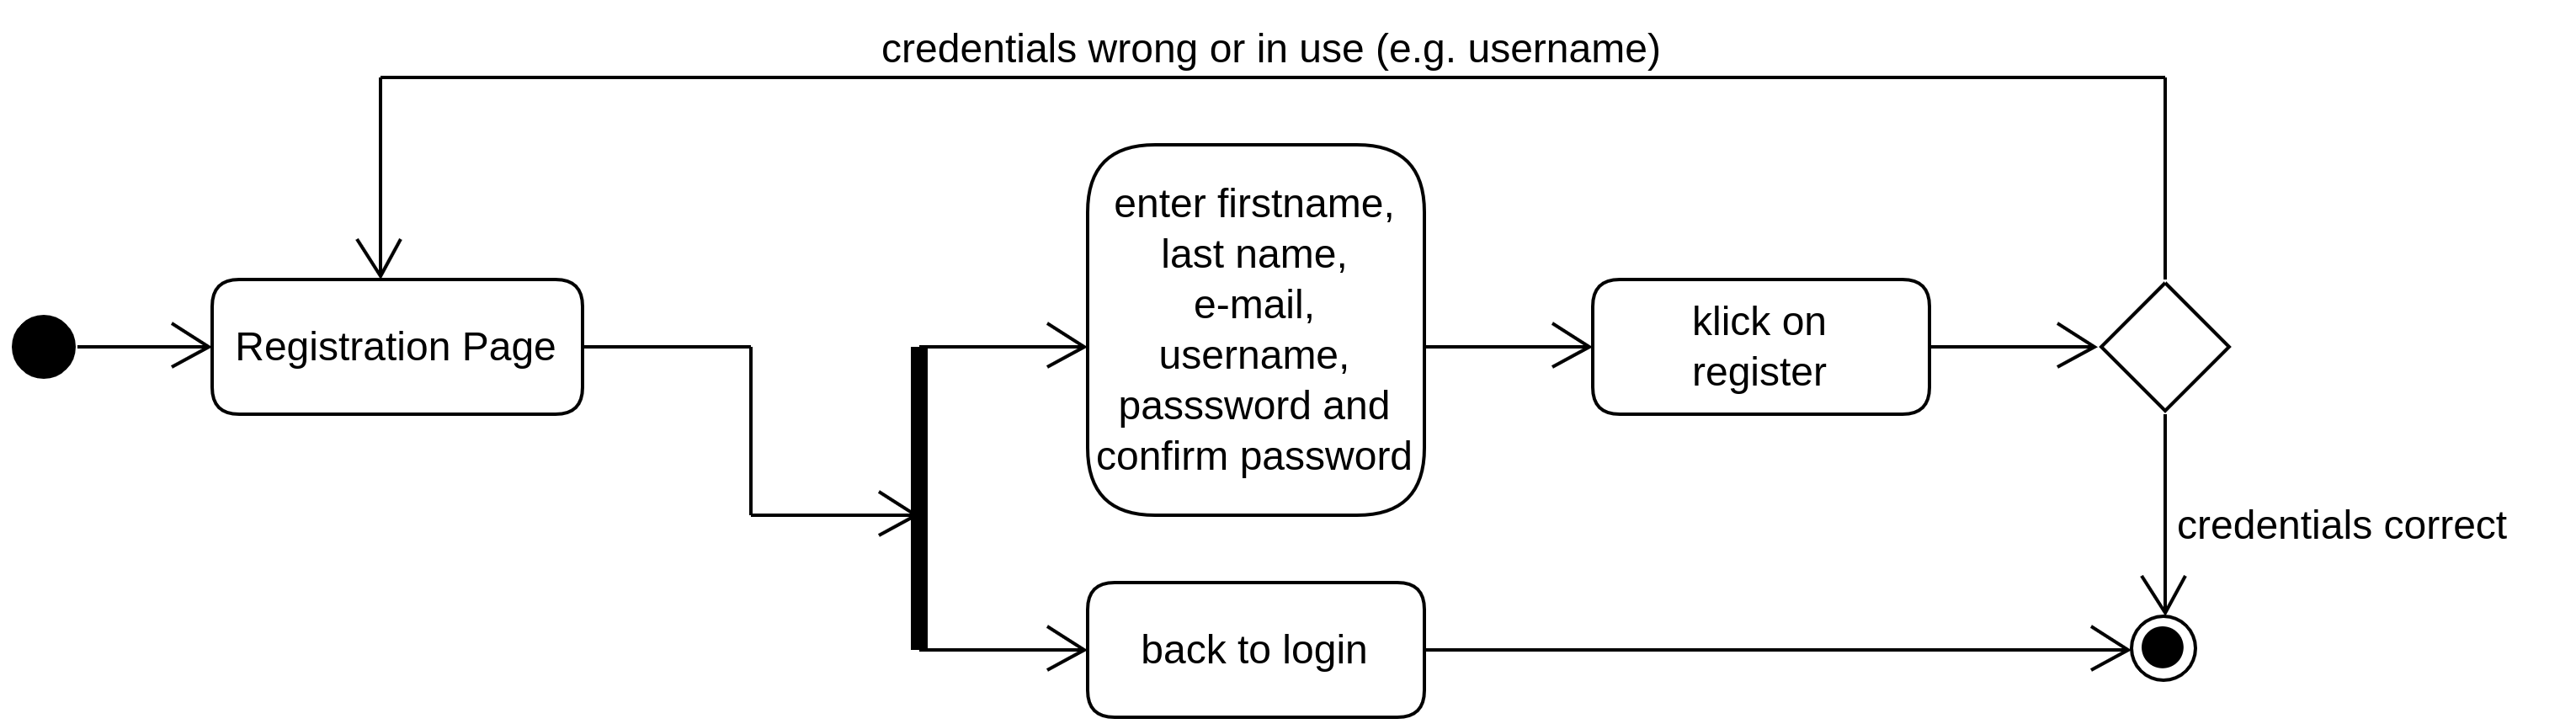 credentials wrong or in use (e.g. username)
Registration Page
enter firstname,
last name,
e-mail,
username,
passsword and
confirm password
klick on
register
credentials correct
back to login